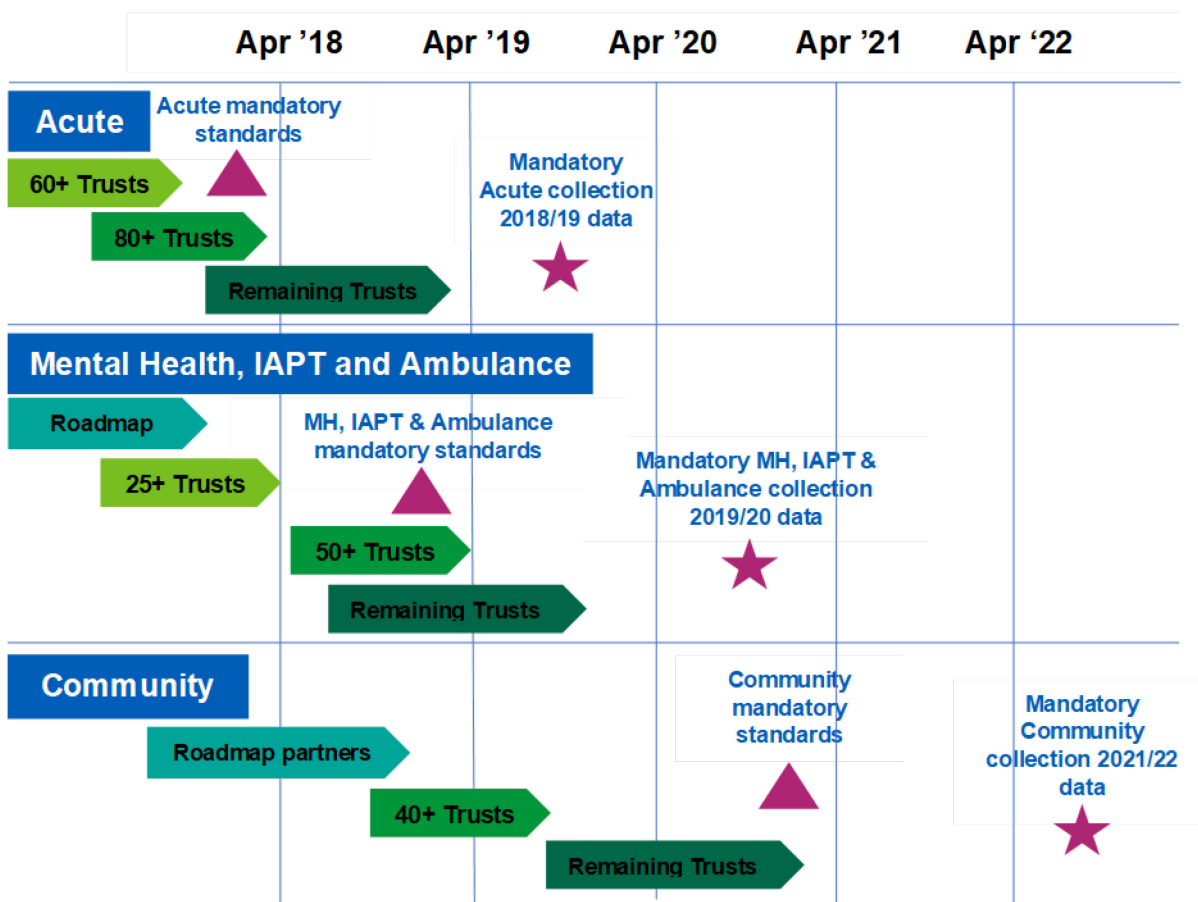 Apr ’18 Apr ’19 Apr ’20 Apr ’21 Apr ‘22
Acute
Acute mandatory
standards
60+ Trusts
80+ Trusts
Remaining Trusts
Mandatory
Acute collection
2018/19 data
Mental Health, IAPT and Ambulance
Roadmap
25+ Trusts
MH, IAPT & Ambulance
mandatory standards
50+ Trusts
Remaining Trusts
Mandatory MH, IAPT &
Ambulance collection
2019/20 data
Community
Roadmap partners
40+ Trusts
Remaining Trusts
Community
mandatory
standards
Mandatory
Community
collection 2021/22
data